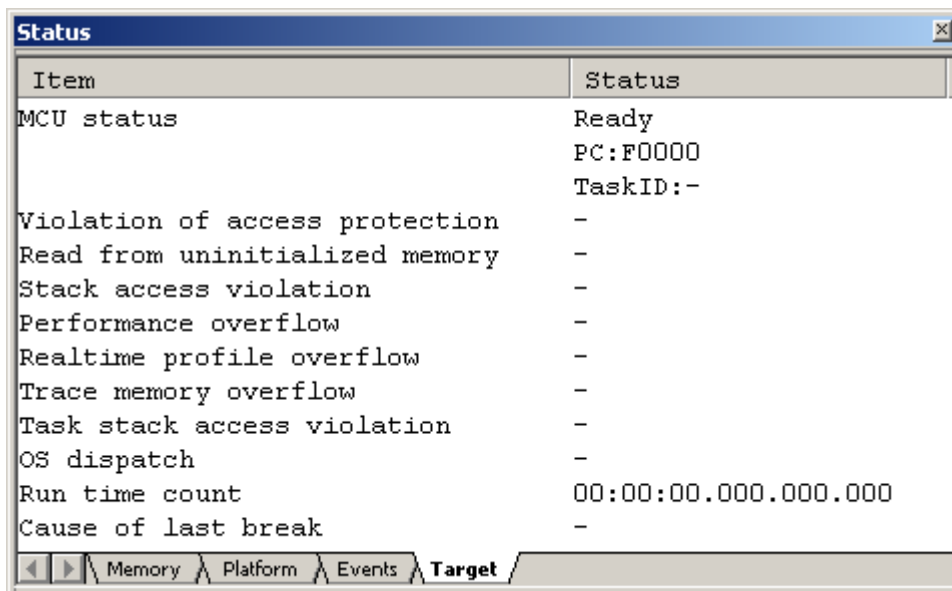 Status
Item Status
MCU status Ready
PC:F0000
TaskID:-
Violation of access protection -
Read from uninitialized memory -
Stack access violation -
Performance overflow -
Realtime profile overflow -
Trace memory overflow -
Task stack access violation -
OS dispatch -
Run time count 00:00:00.000.000.000
Cause of last break -
Memory Platform Events Target